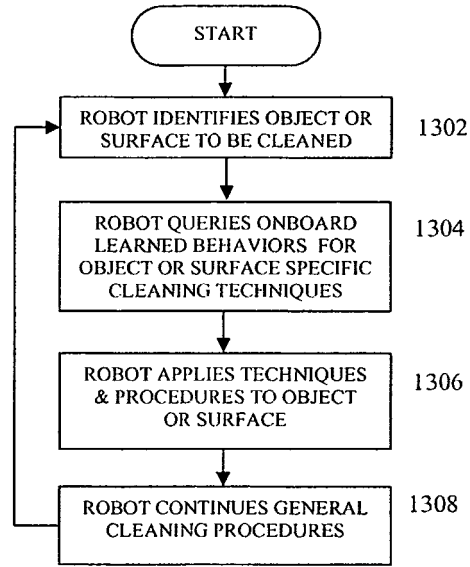 START
ROBOT IDENTIFIES OBJECT OR
SURFACE TO BE CLEANED
1302
ROBOT QUERIES ONBOARD
LEARNED BEHAVIORS FOR
OBJECT OR SURFACE SPECIFIC
CLEANING TECHNIQUES
1304
ROBOT APPLIES TECHNIQUES
& PROCEDURES TO OBJECT
OR SURFACE
1306
ROBOT CONTINUES GENERAL
CLEANING PROCEDURES
1308